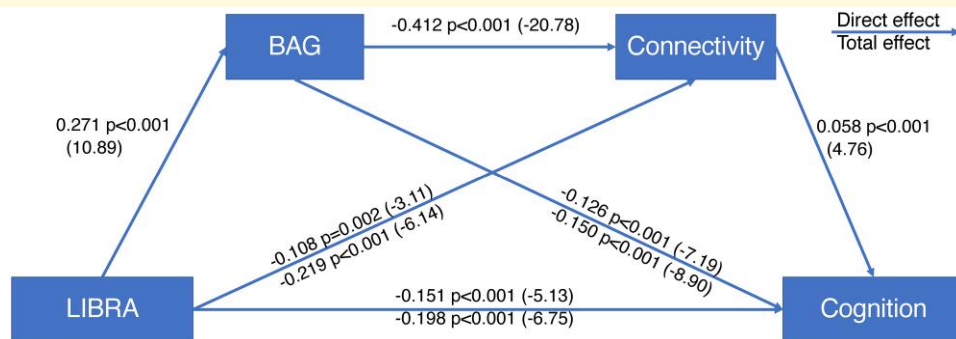 BAG
-0.412 p<0.001 (-20.78)
Connectivity
Direct effect
Total effect
0.271 p<0.001
(10.89)
0.058 p<0.001
(4.76)
-0.108 p=0.002 (-3.11)
-0.219 p<0.001 (-6.14)
-0.126 p<0.001 (-7.19)
-0.150 p<0.001 (-8.90)
LIBRA
-0.151 p<0.001 (-5.13)
-0.198 p<0.001 (-6.75)
Cognition